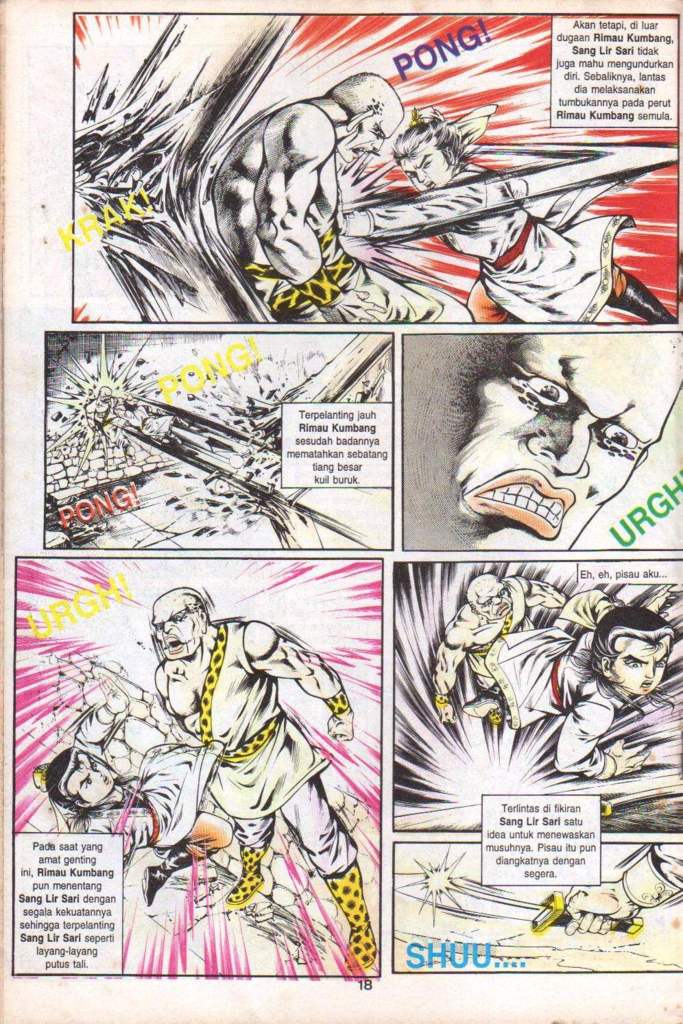 PONG!
Akan tetapi, di luar
dugaan Rimau Kumbang,
Sang Lir Sari tidak
juga mahu mengundurkan
diri. Sebaliknya, lantas
dia melaksanakan
tumbukannya pada perut
Rimau Kumbang semula.
KRAK!
PONG!
Terpelanting jauh
Rimau Kumbang
sesudah badannya
mematahkan sebatang
tiang besar
kuil buruk.
PONG!
URGH!
URGH!
Pada saat yang
amat genting
ini, Rimau Kumbang
pun menentang
Sang Lir Sari dengan
segala kekuatannya
sehingga terpelanting
Sang Lir Sari seperti
layang-layang
putus tali.
Eh, eh, pisau aku...
Terlintas di fikiran
Sang Lir Sari satu
idea untuk menewaskan
musuhnya. Pisau itu pun
diangkatnya dengan
segera.
SHUU....
18